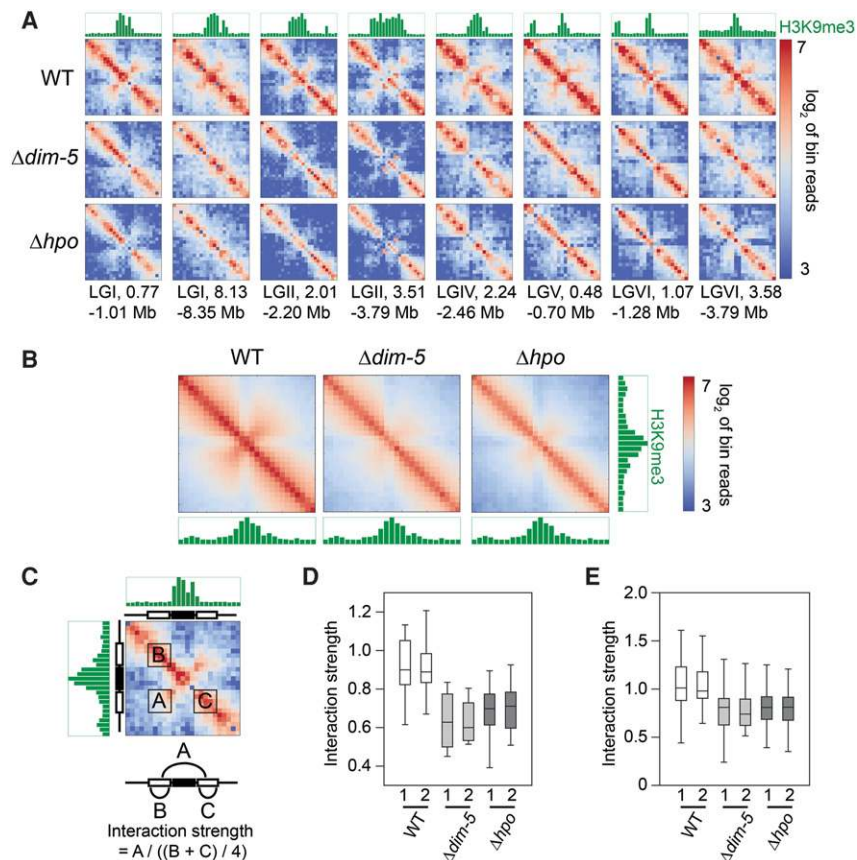 A
H3K9me3
WT
Δdim-5
Δhpo
7
log2 of bin reads
3
LGI, 0.77
-1.01 Mb
LGI, 8.13
-8.35 Mb
LGII, 2.01
-2.20 Mb
LGII, 3.51
-3.79 Mb
LGIV, 2.24
-2.46 Mb
LGV, 0.48
-0.70 Mb
LGVI, 1.07
-1.28 Mb
LGVI, 3.58
-3.79 Mb
B
WT
Δdim-5
Δhpo
H3K9me3
7
log2 of bin reads
3
C
B
A
C
A
B
C
Interaction strength
= A / ((B + C) / 4)
D
Interaction strength
1.2
1.0
0.8
0.6
0.4
1 2 1 2 1 2
WT
Δdim-5
Δhpo
E
Interaction strength
2.0
1.5
1.0
0.5
0
1 2 1 2 1 2
WT
Δdim-5
Δhpo